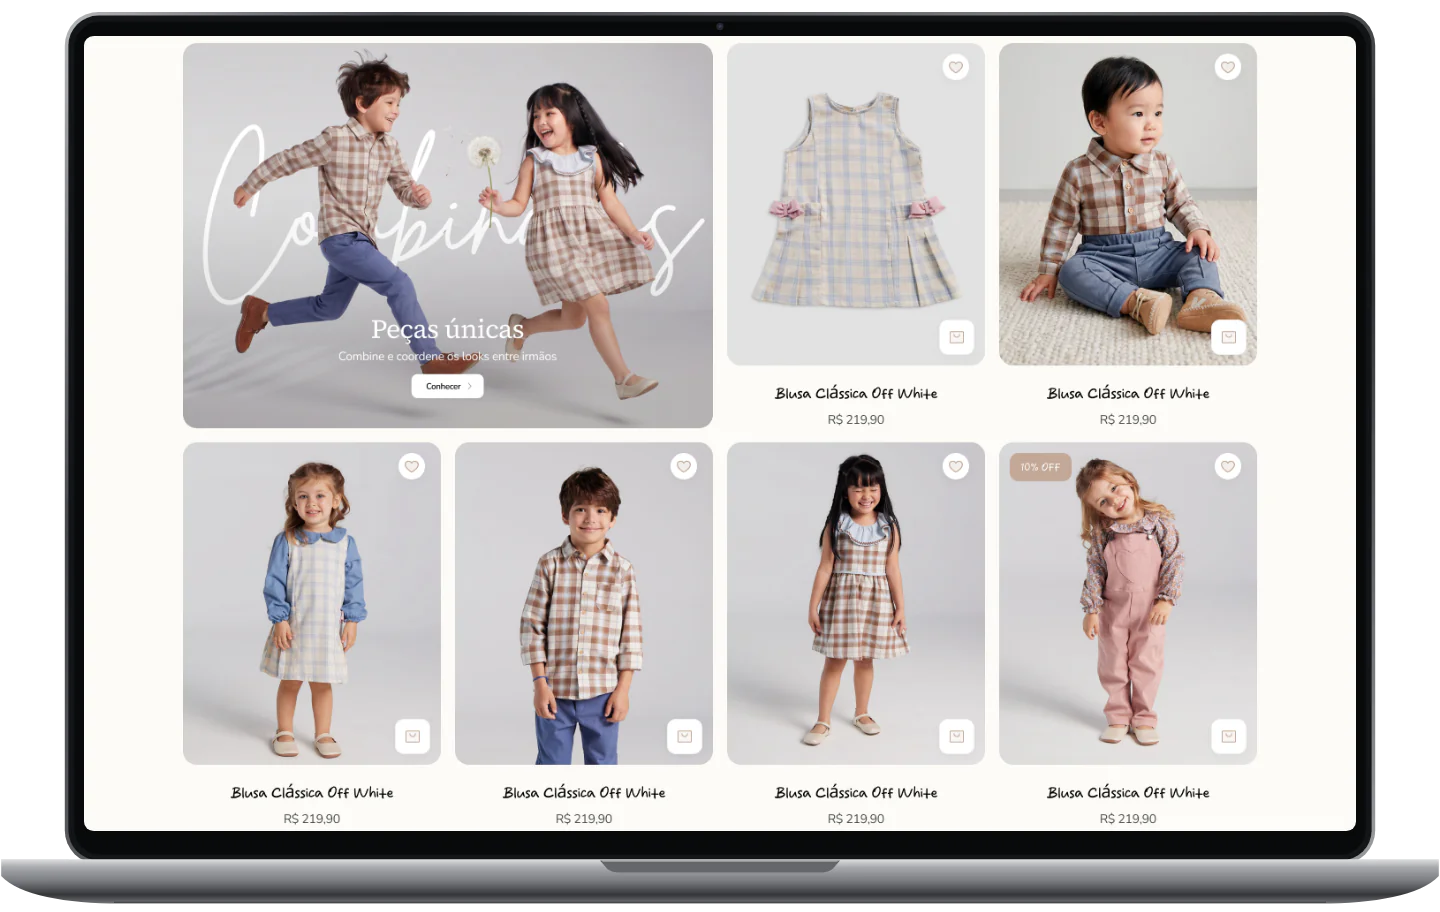 Combinados
Peças únicas
Combine e coordene os looks entre irmãos
Conhecer
Blusa Clássica Off White
R$ 219,90
Blusa Clássica Off White
R$ 219,90
10% OFF
Blusa Clássica Off White
R$ 219,90
Blusa Clássica Off White
R$ 219,90
Blusa Clássica Off White
R$ 219,90
Blusa Clássica Off White
R$ 219,90